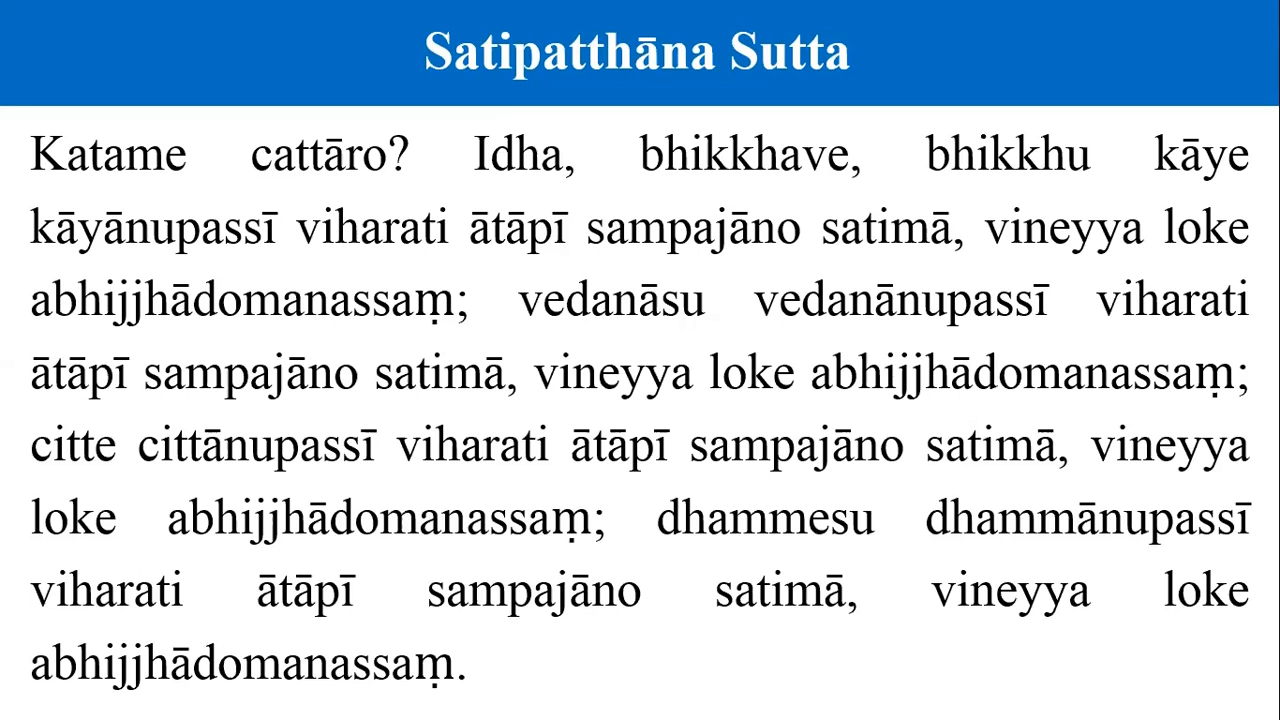 Satipatthāna Sutta
Katame cattāro? Idha, bhikkhave, bhikkhu kāye
kāyānupassī viharati ātāpī sampajāno satimā, vineyya loke
abhijjhādomanassaṃ; vedanāsu vedanānupassī viharati
ātāpī sampajāno satimā, vineyya loke abhijjhādomanassaṃ;
citte cittānupassī viharati ātāpī sampajāno satimā, vineyya
loke abhijjhādomanassaṃ; dhammesu dhammānupassī
viharati ātāpī sampajāno satimā, vineyya loke
abhijjhādomanassaṃ.